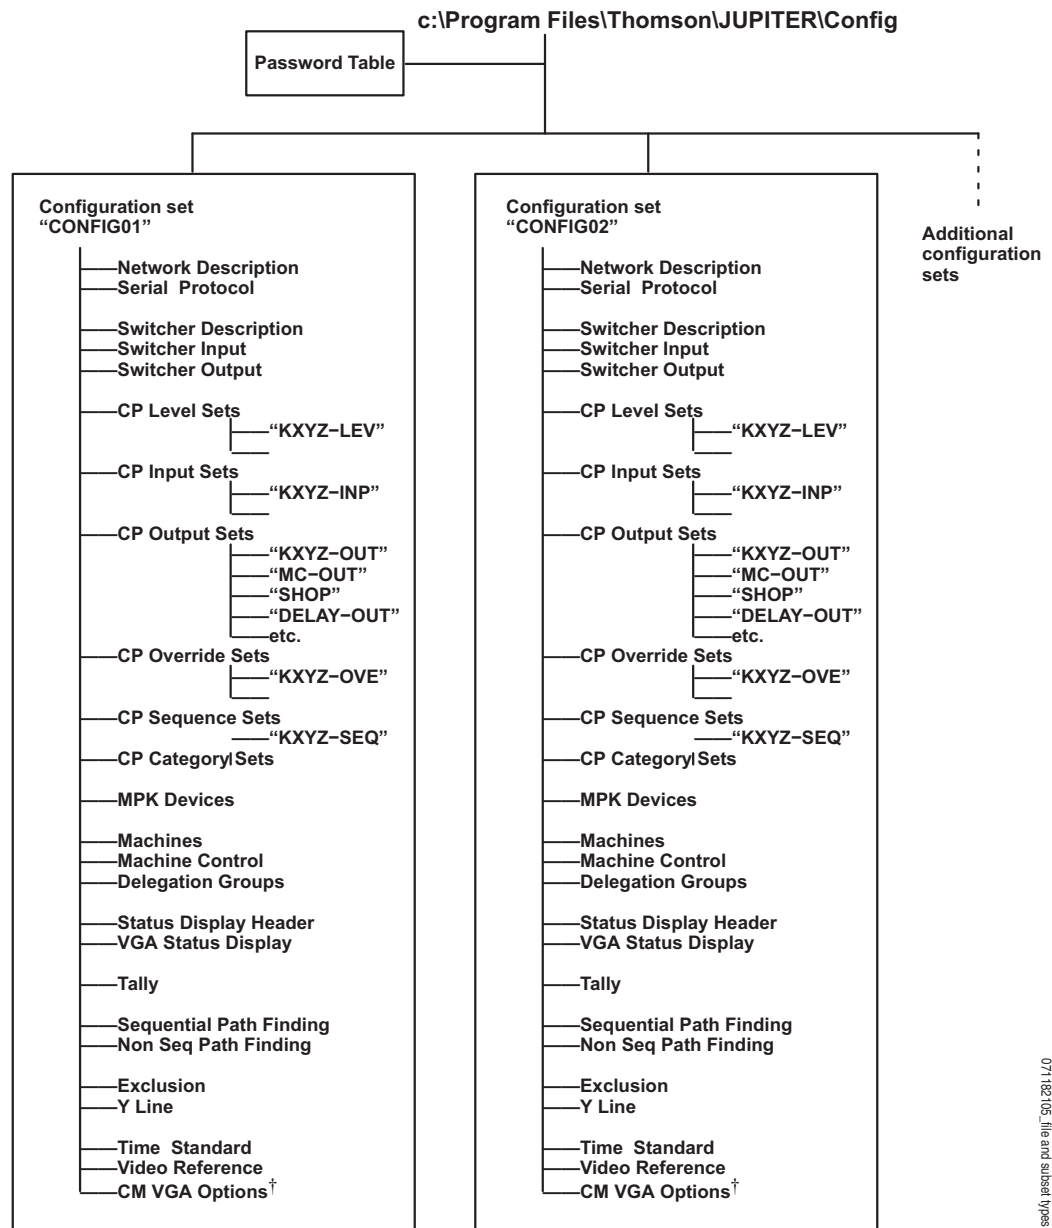 c:\Program Files\Thomson\JUPITER\Config
Password Table
Configuration set
“CONFIG01”
Network Description
Serial Protocol
Switcher Description
Switcher Input
Switcher Output
CP Level Sets
“KXYZ−LEV”
CP Input Sets
“KXYZ−INP”
CP Output Sets
“KXYZ−OUT”
“MC−OUT”
“SHOP”
“DELAY−OUT”
etc.
CP Override Sets
“KXYZ−OVE”
CP Sequence Sets
“KXYZ−SEQ”
CP Category Sets
MPK Devices
Machines
Machine Control
Delegation Groups
Status Display Header
VGA Status Display
Tally
Sequential Path Finding
Non Seq Path Finding
Exclusion
Y Line
Time Standard
Video Reference
CM VGA Options†
Configuration set
“CONFIG02”
Network Description
Serial Protocol
Switcher Description
Switcher Input
Switcher Output
CP Level Sets
“KXYZ−LEV”
CP Input Sets
“KXYZ−INP”
CP Output Sets
“KXYZ−OUT”
“MC−OUT”
“SHOP”
“DELAY−OUT”
etc.
CP Override Sets
“KXYZ−OVE”
CP Sequence Sets
“KXYZ−SEQ”
CP Category Sets
MPK Devices
Machines
Machine Control
Delegation Groups
Status Display Header
VGA Status Display
Tally
Sequential Path Finding
Non Seq Path Finding
Exclusion
Y Line
Time Standard
Video Reference
CM VGA Options†
Additional
configuration
sets
071182105_file and subset types